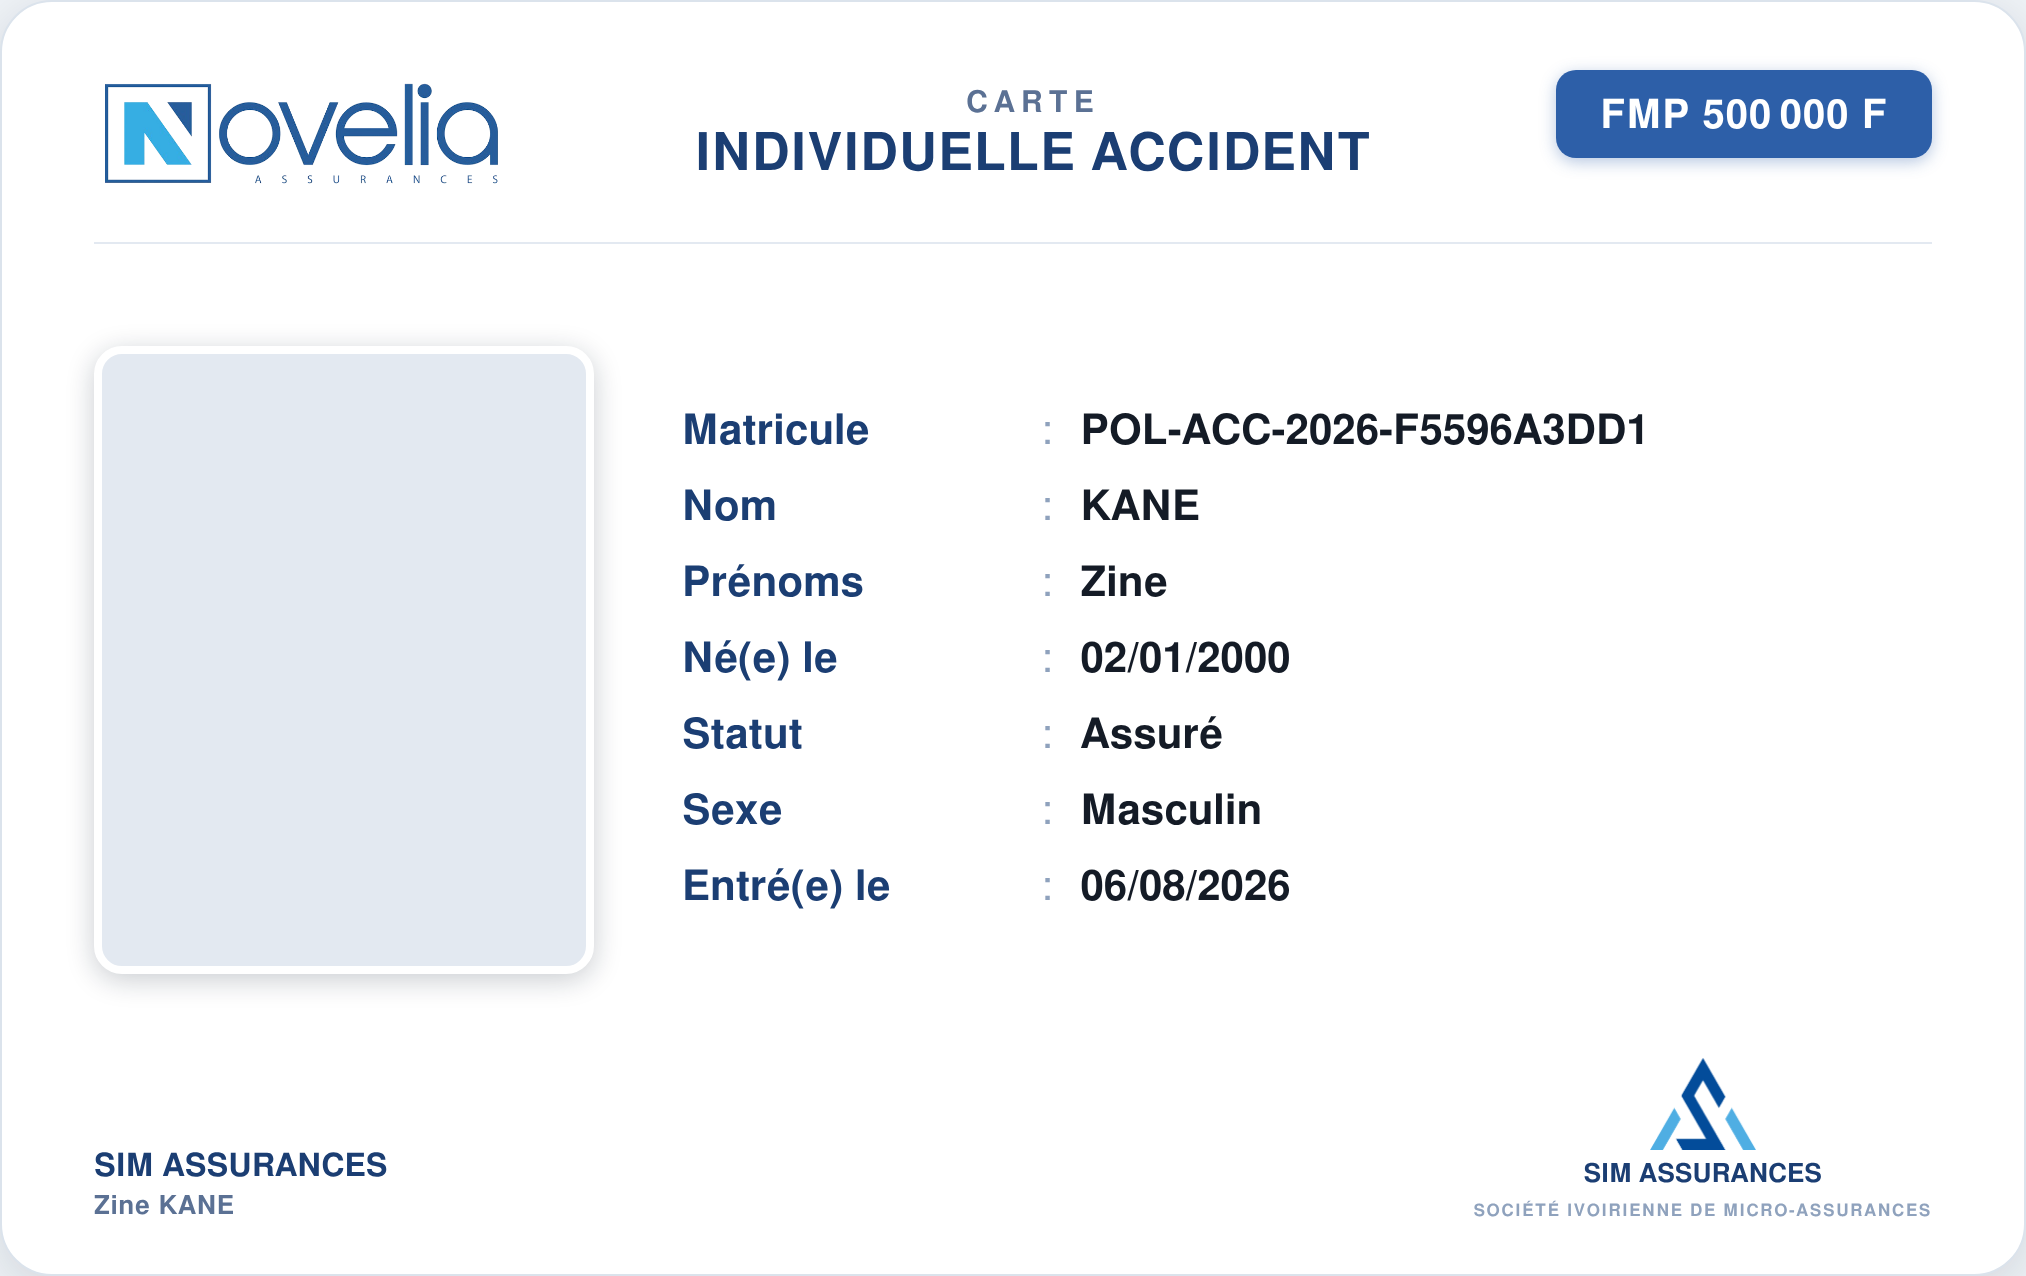 Novelia
ASSURANCES
CARTE
INDIVIDUELLE ACCIDENT
FMP 500 000 F
Matricule : POL-ACC-2026-F5596A3DD1
Nom : KANE
Prénoms : Zine
Né(e) le : 02/01/2000
Statut : Assuré
Sexe : Masculin
Entré(e) le : 06/08/2026
SIM ASSURANCES
Zine KANE
SIM ASSURANCES
SOCIÉTÉ IVOIRIENNE DE MICRO-ASSURANCES